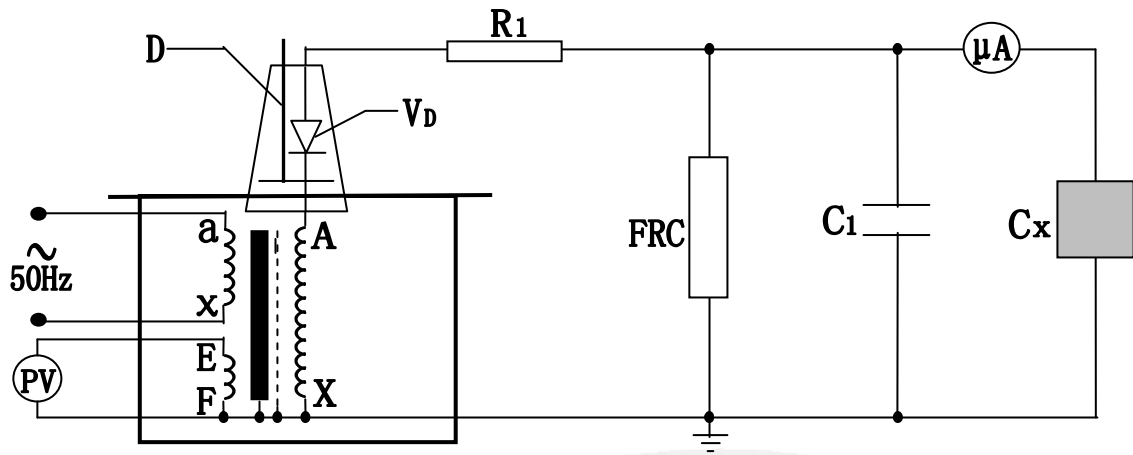 R1
D
μA
VD
a
A
C1
Cx
FRC
~
50Hz
x
E
PV
F
X